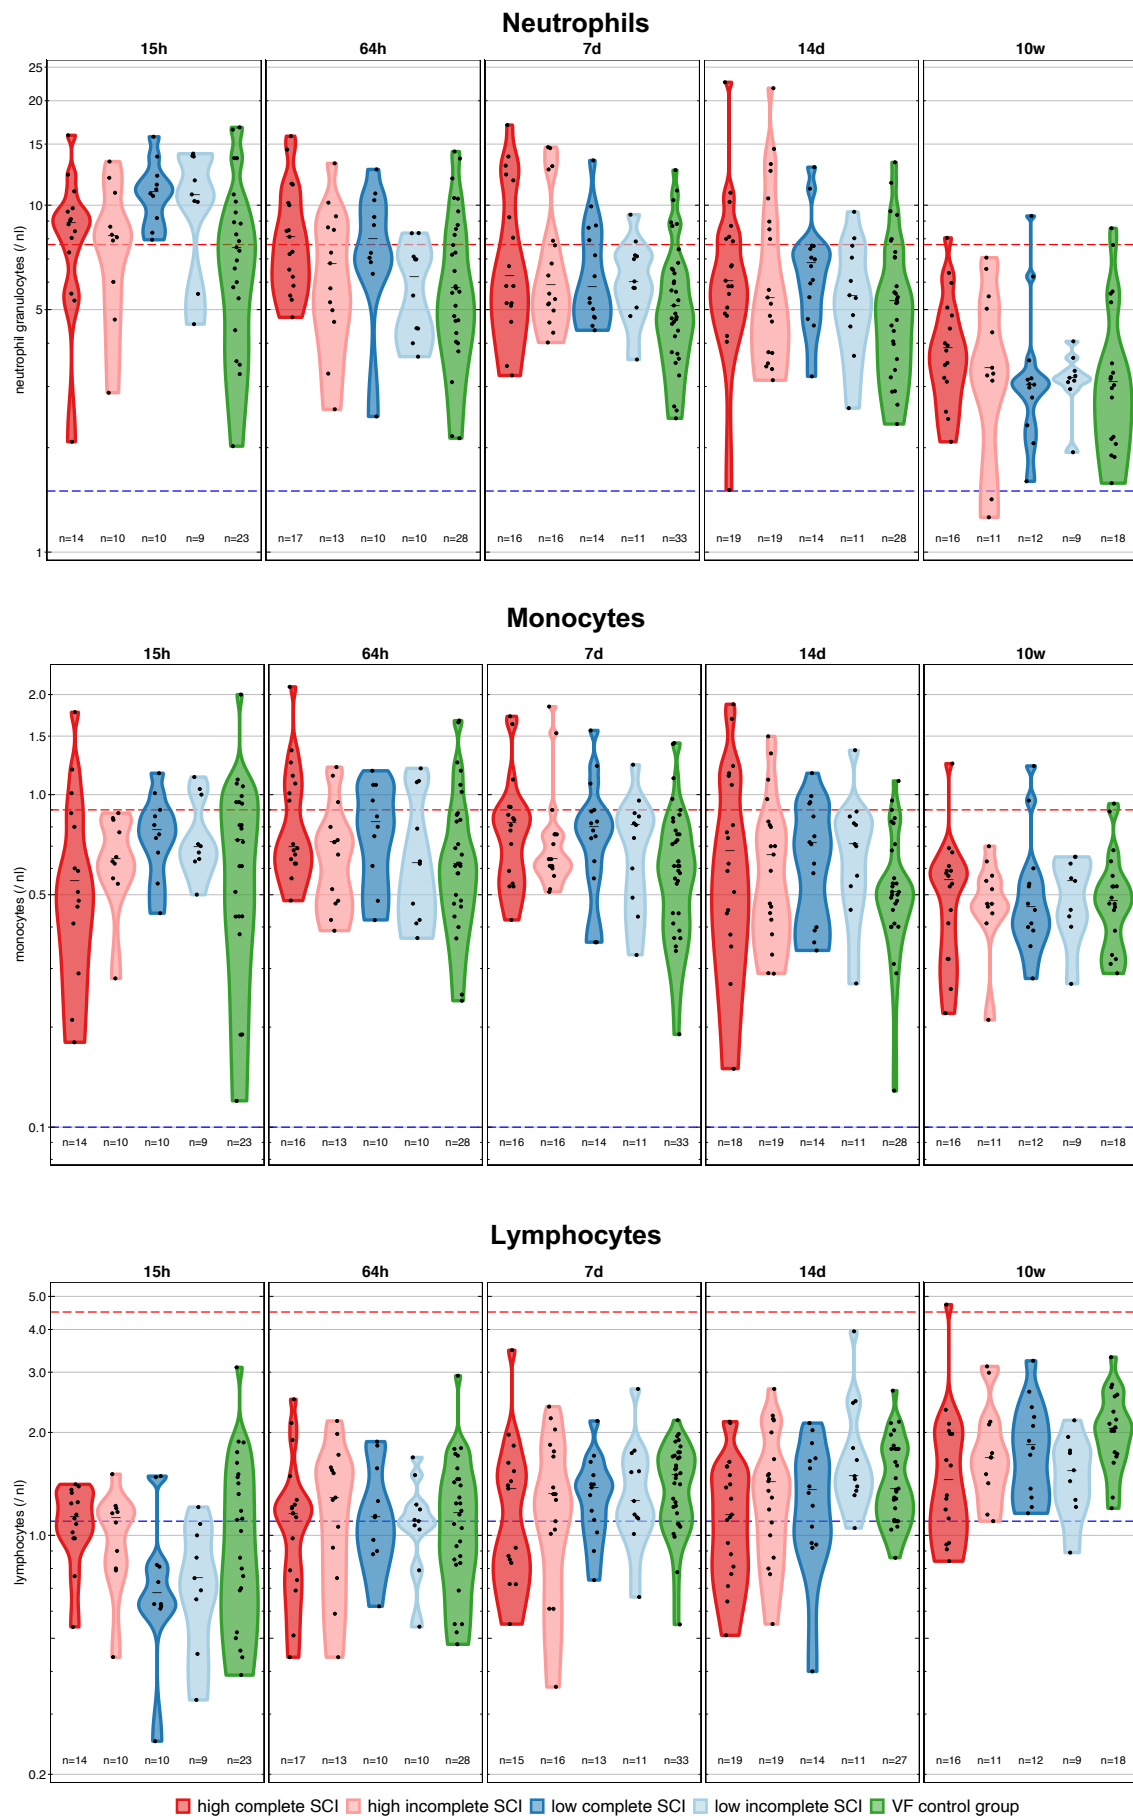 Neutrophils
15h 64h 7d 14d 10w
25
20
15
10
5
1
neutrophil granulocytes (/ nl)
n=14 n=10 n=10 n=9 n=23 n=17 n=13 n=10 n=10 n=28 n=16 n=16 n=14 n=11 n=33 n=19 n=19 n=14 n=11 n=28 n=16 n=11 n=12 n=9 n=18
Monocytes
15h 64h 7d 14d 10w
2.0
1.5
1.0
0.5
0.1
monocytes (/ nl)
n=14 n=10 n=10 n=9 n=23 n=16 n=13 n=10 n=10 n=28 n=16 n=16 n=14 n=11 n=33 n=18 n=19 n=14 n=11 n=28 n=16 n=11 n=12 n=9 n=18
Lymphocytes
15h 64h 7d 14d 10w
5.0
4.0
3.0
2.0
1.0
0.2
lymphocytes (/ nl)
n=14 n=10 n=10 n=9 n=23 n=17 n=13 n=10 n=10 n=28 n=15 n=16 n=13 n=11 n=33 n=19 n=19 n=14 n=11 n=27 n=16 n=11 n=12 n=9 n=18
high complete SCI high incomplete SCI low complete SCI low incomplete SCI VF control group